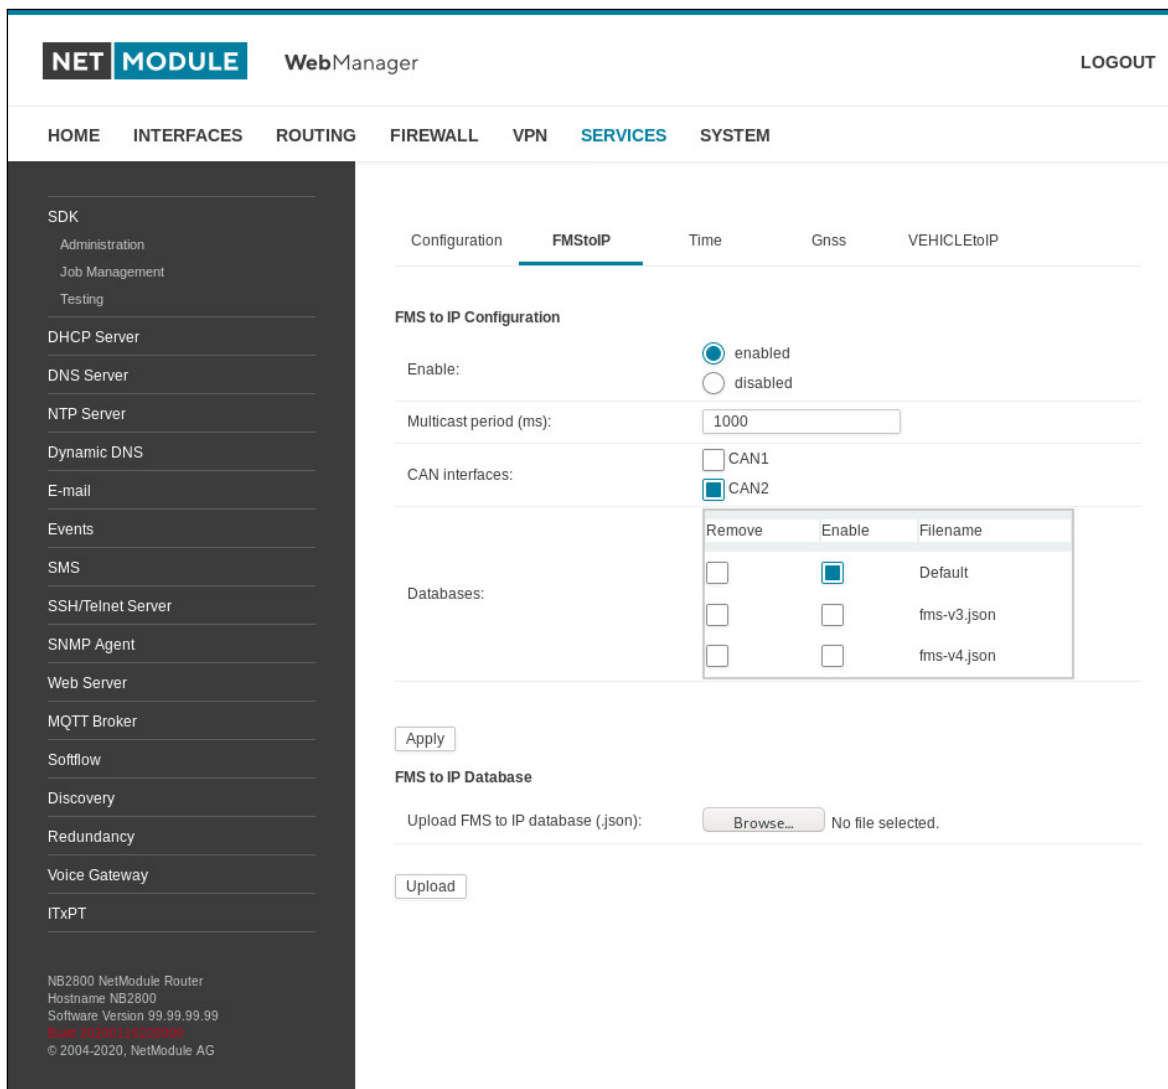 NET MODULE WebManager LOGOUT
HOME INTERFACES ROUTING FIREWALL VPN SERVICES SYSTEM
SDK
Administration
Job Management
Testing
DHCP Server
DNS Server
NTP Server
Dynamic DNS
E-mail
Events
SMS
SSH/Telnet Server
SNMP Agent
Web Server
MQTT Broker
Softflow
Discovery
Redundancy
Voice Gateway
ITxPT
NB2800 NetModule Router
Hostname NB2800
Software Version 99.99.99.99
Build
© 2004-2020, NetModule AG
Configuration FMStoIP Time Gnss VEHICLEtoIP
FMS to IP Configuration
Enable:
enabled
disabled
Multicast period (ms): 1000
CAN interfaces:
CAN1
CAN2
Databases:
Remove Enable Filename
Default
fms-v3.json
fms-v4.json
Apply
FMS to IP Database
Upload FMS to IP database (.json): Browse... No file selected.
Upload